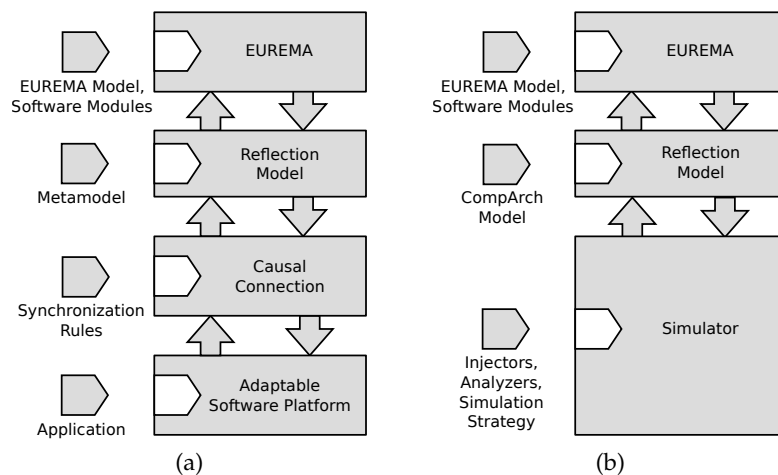 EUREMA
EUREMA Model,
Software Modules
Reflection
Model
Metamodel
Causal
Connection
Synchronization
Rules
Adaptable
Software Platform
Application
(a)
EUREMA
EUREMA Model,
Software Modules
Reflection
Model
CompArch
Model
Simulator
Injectors,
Analyzers,
Simulation
Strategy
(b)